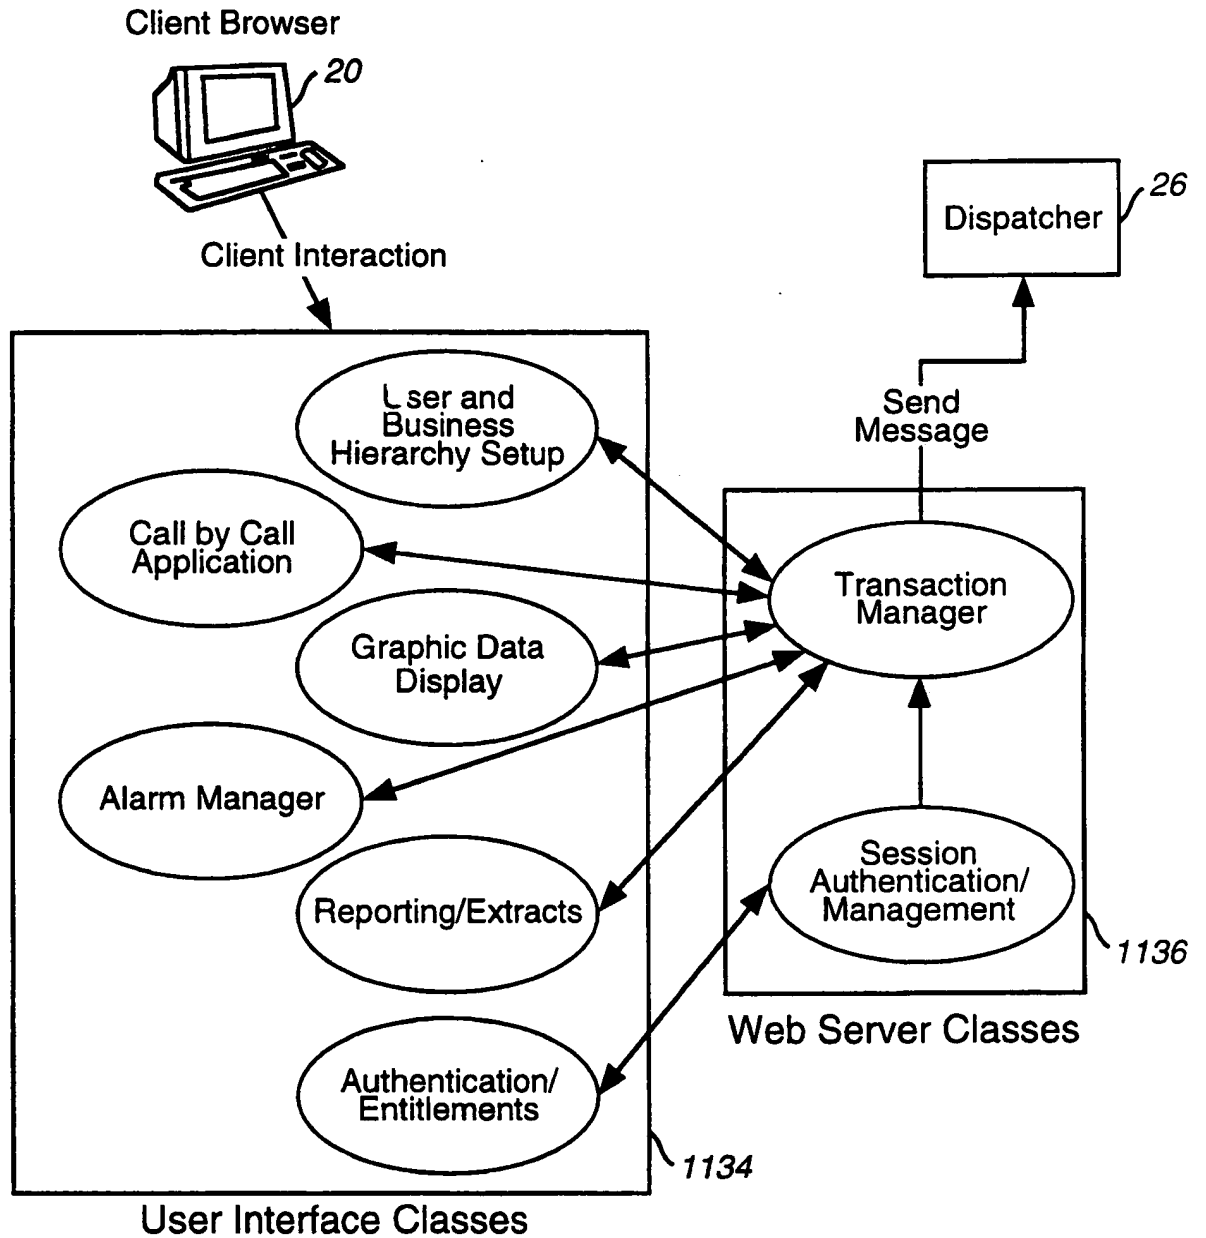 Client Browser
20
Client Interaction
Dispatcher
26
Send
Message
User and
Business
Hierarchy Setup
Call by Call
Application
Graphic Data
Display
Alarm Manager
Reporting/Extracts
Authentication/
Entitlements
1134
User Interface Classes
Transaction
Manager
Session
Authentication/
Management
1136
Web Server Classes